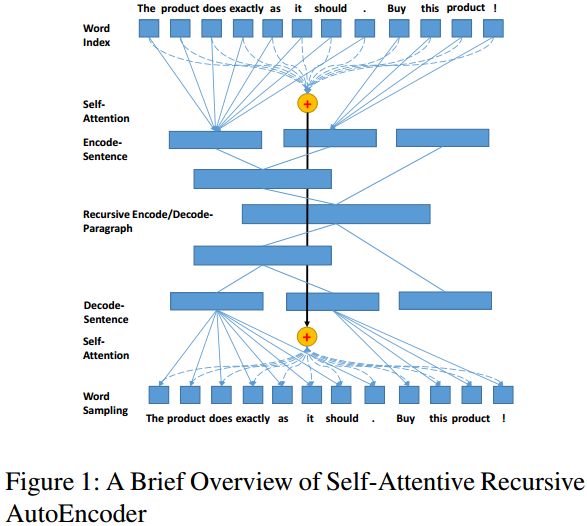 The product does exactly as it should . Buy this product !
Word
Index
+
Self-
Attention
Encode-
Sentence
Recursive Encode/Decode-
Paragraph
Decode-
Sentence
+
Self-
Attention
Word
Sampling
The product does exactly as it should . Buy this product !
Figure 1: A Brief Overview of Self-Attentive Recursive
AutoEncoder